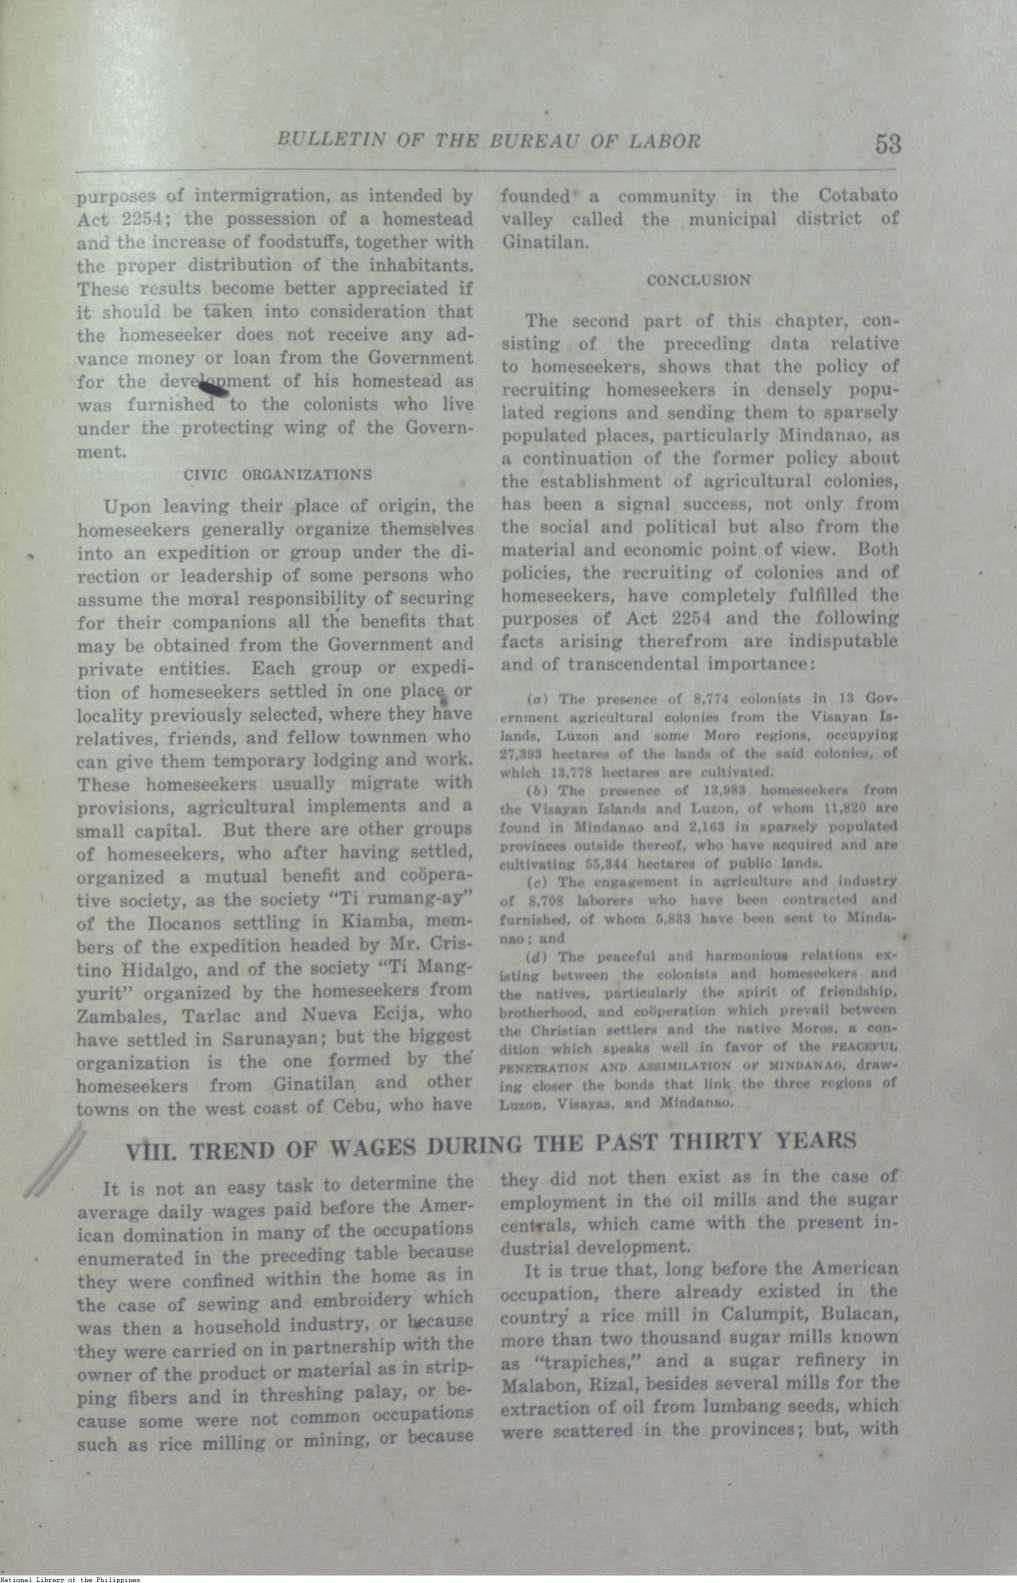 BULLETIN OF THE BUREAU OF LABOR 53
purposes of intermigration, as intended by
Act 2254; the possession of a homestead
and the increase of foodstuffs, together with
the proper distribution of the inhabitants.
These results become better appreciated if
it should be taken into consideration that
the homeseeker does not receive any ad-
vance money or loan from the Government
for the development of his homestead as
was furnished to the colonists who live
under the protecting wing of the Govern-
ment.
CIVIC ORGANIZATIONS
Upon leaving their place of origin, the
homeseekers generally organize themselves
into an expedition or group under the di-
rection or leadership of some persons who
assume the moral responsibility of securing
for their companions all the benefits that
may be obtained from the Government and
private entities. Each group or expedi-
tion of homeseekers settled in one place or
locality previously selected, where they have
relatives, friends, and fellow townmen who
can give them temporary lodging and work.
These homeseekers usually migrate with
provisions, agricultural implements and a
small capital. But there are other groups
of homeseekers, who after having settled,
organized a mutual benefit and coöpera-
tive society, as the society "Ti rumang-ay"
of the Ilocanos settling in Kiamba, mem-
bers of the expedition headed by Mr. Cris-
tino Hidalgo, and of the society "Ti Mang-
yurit" organized by the homeseekers from
Zambales, Tarlac and Nueva Ecija, who
have settled in Sarunayan; but the biggest
organization is the one formed by the
homeseekers from Ginatilan and other
towns on the west coast of Cebu, who have
founded a community in the Cotabato
valley called the municipal district of
Ginatilan.
CONCLUSION
The second part of this chapter, con-
sisting of the preceding data relative
to homeseekers, shows that the policy of
recruiting homeseekers in densely popu-
lated regions and sending them to sparsely
populated places, particularly Mindanao, as
a continuation of the former policy about
the establishment of agricultural colonies,
has been a signal success, not only from
the social and political but also from the
material and economic point of view. Both
policies, the recruiting of colonies and of
homeseekers, have completely fulfilled the
purposes of Act 2254 and the following
facts arising therefrom are indisputable
and of transcendental importance:
(a) The presence of 8,774 colonists in 13 Gov-
ernment agricultural colonies from the Visayan Is-
lands, Luzon and some Moro regions, occupying
27,393 hectares of the lands of the said colonies, of
which 13,778 hectares are cultivated.
(b) The presence of 13,983 homeseekers from
the Visayan Islands and Luzon, of whom 11,820 are
found in Mindanao and 2,163 in sparsely populated
provinces outside thereof, who have acquired and are
cultivating 55,344 hectares of public lands.
(c) The engagement in agriculture and industry
of 8,708 laborers who have been contracted and
furnished, of whom 5,833 have been sent to Minda-
nao; and
(d) The peaceful and harmonious relations ex-
isting between the colonists and homeseekers and
the natives, particularly the spirit of friendship,
brotherhood, and coöperation which prevail between
the Christian settlers and the native Moros, a con-
dition which speaks well in favor of the PEACEFUL
PENETRATION AND ASSIMILATION OF MINDANAO, draw-
ing closer the bonds that link the three regions of
Luzon, Visayas, and Mindanao.
VIII. TREND OF WAGES DURING THE PAST THIRTY YEARS
It is not an easy task to determine the
average daily wages paid before the Amer-
ican domination in many of the occupations
enumerated in the preceding table because
they were confined within the home as in
the case of sewing and embroidery which
was then a household industry, or because
they were carried on in partnership with the
owner of the product or material as in strip-
ping fibers and in threshing palay, or be-
cause some were not common occupations
such as rice milling or mining, or because
they did not then exist as in the case of
employment in the oil mills and the sugar
centrals, which came with the present in-
dustrial development.
It is true that, long before the American
occupation, there already existed in the
country a rice mill in Calumpit, Bulacan,
more than two thousand sugar mills known
as "trapiches," and a sugar refinery in
Malabon, Rizal, besides several mills for the
extraction of oil from lumbang seeds, which
were scattered in the provinces; but, with
National Library of the Philippines